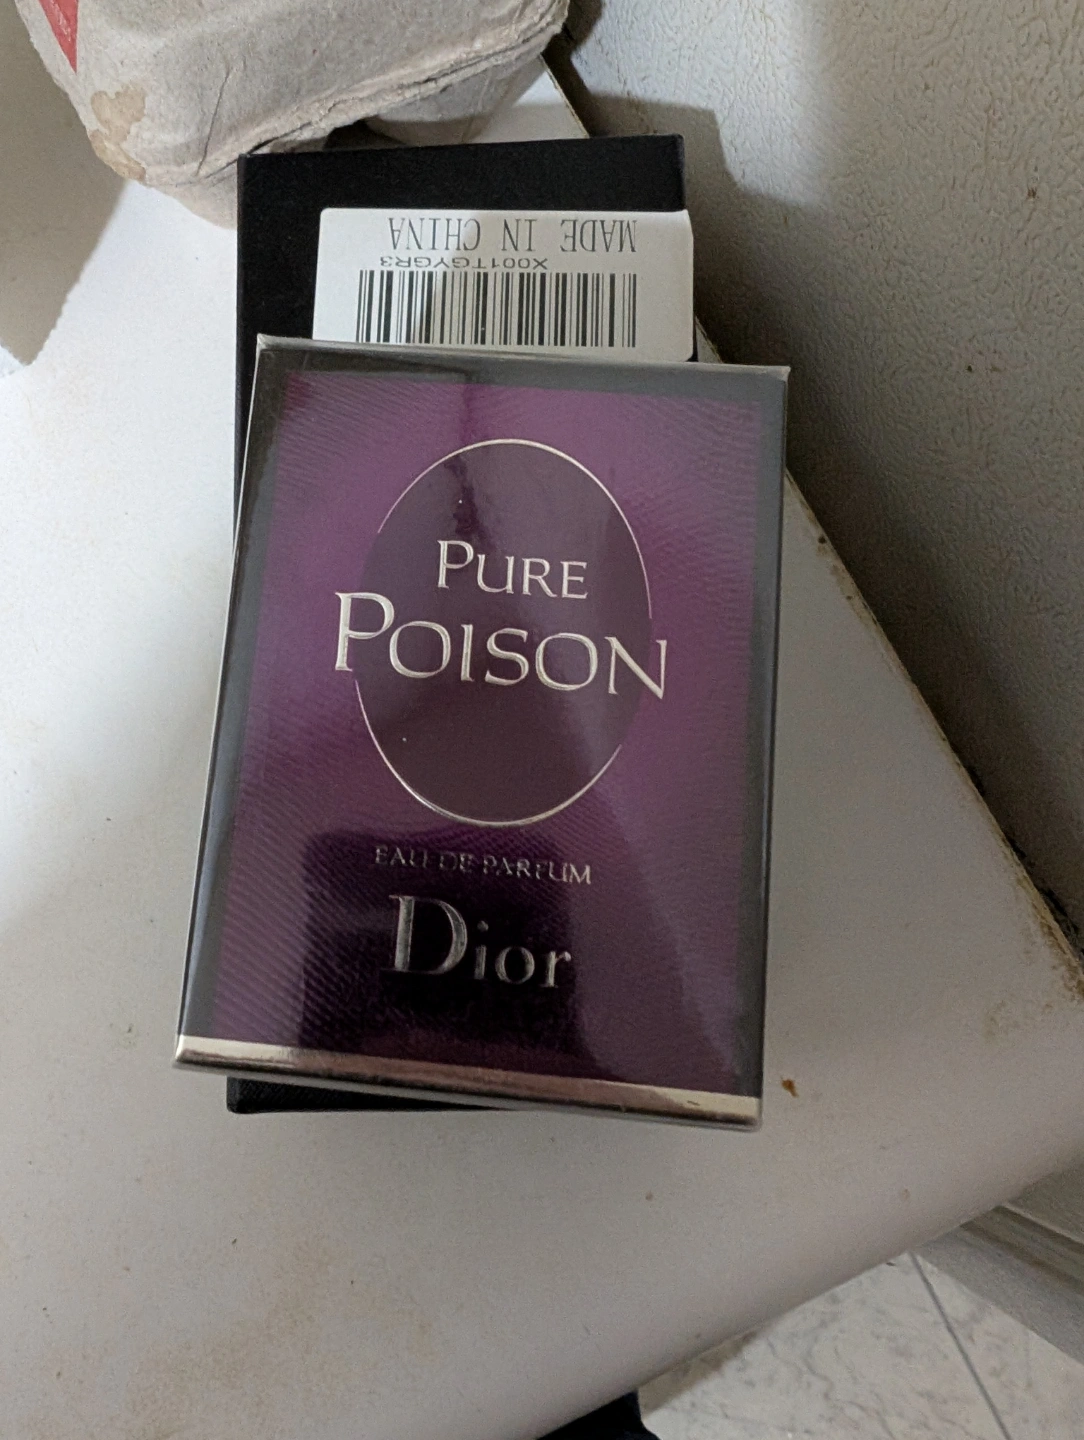 MADE IN CHINA
X001TGYGR3
PURE
POISON
EAU DE PARFUM
Dior